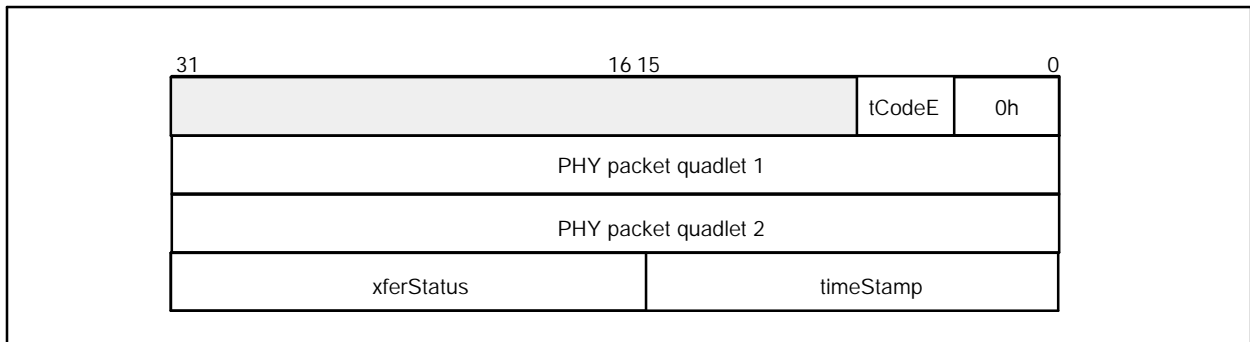 31 16 15 0
tCodeE 0h
PHY packet quadlet 1
PHY packet quadlet 2
xferStatus timeStamp